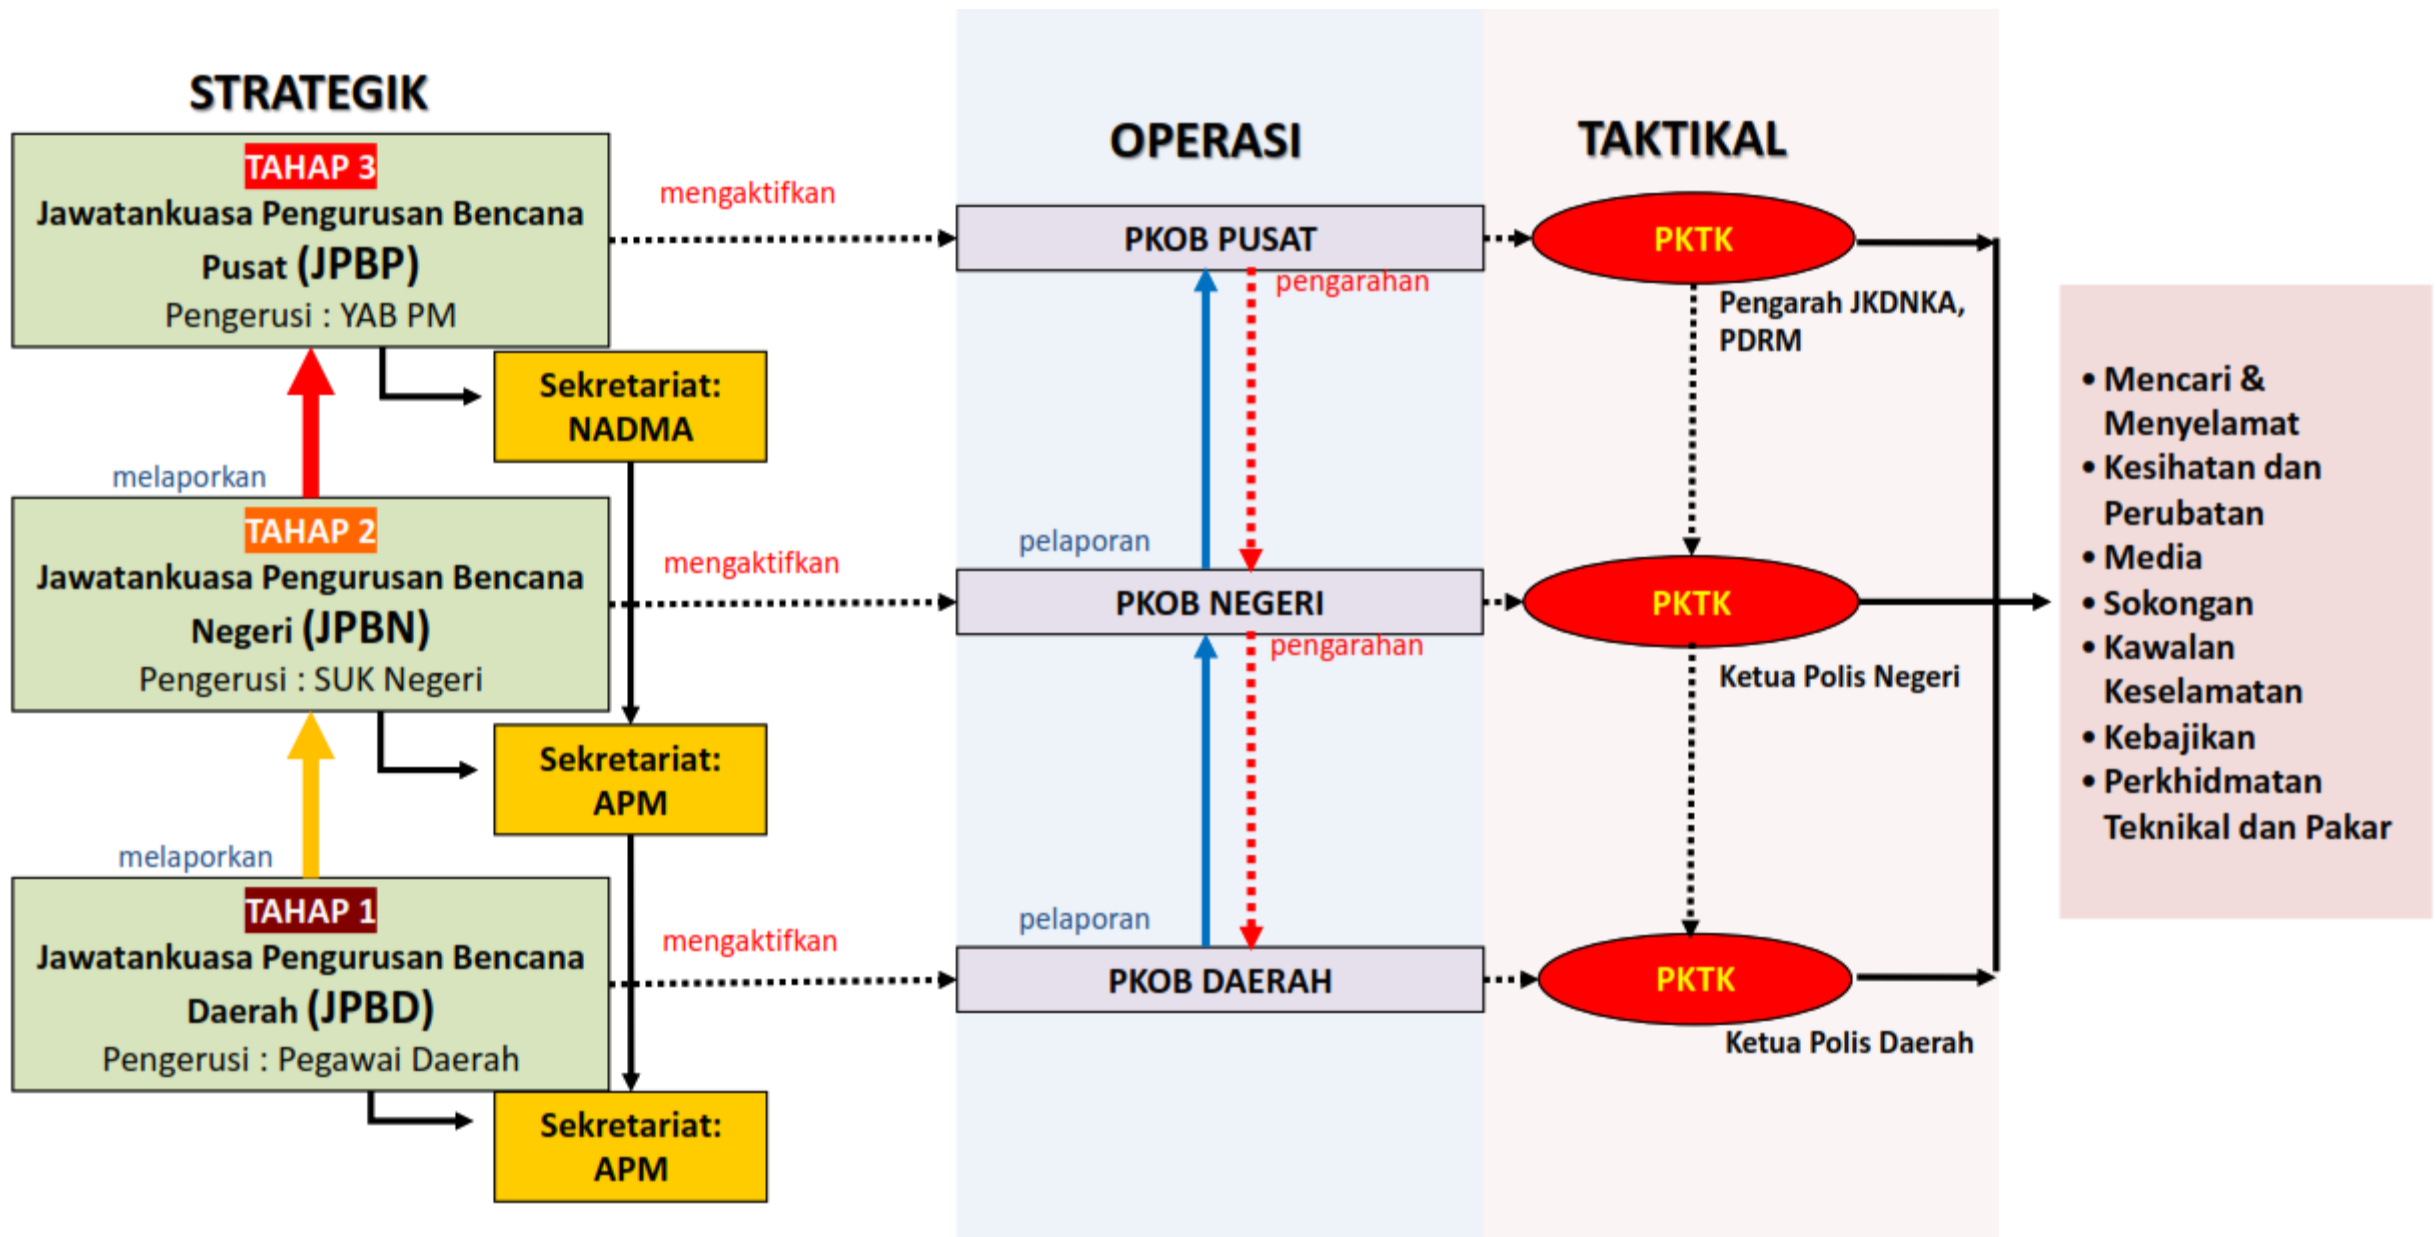 STRATEGIK
TAHAP 3
Jawatankuasa Pengurusan Bencana
Pusat (JPBP)
Pengerusi : YAB PM
Sekretariat:
NADMA
melaporkan
TAHAP 2
Jawatankuasa Pengurusan Bencana
Negeri (JPBN)
Pengerusi : SUK Negeri
Sekretariat:
APM
melaporkan
TAHAP 1
Jawatankuasa Pengurusan Bencana
Daerah (JPBD)
Pengerusi : Pegawai Daerah
Sekretariat:
APM
mengaktifkan
mengaktifkan
mengaktifkan
OPERASI
PKOB PUSAT
pengarahan
pelaporan
PKOB NEGERI
pengarahan
pelaporan
PKOB DAERAH
TAKTIKAL
PKTK
Pengarah JKDNKA,
PDRM
PKTK
Ketua Polis Negeri
PKTK
Ketua Polis Daerah
• Mencari &
Menyelamat
• Kesihatan dan
Perubatan
• Media
• Sokongan
• Kawalan
Keselamatan
• Kebajikan
• Perkhidmatan
Teknikal dan Pakar